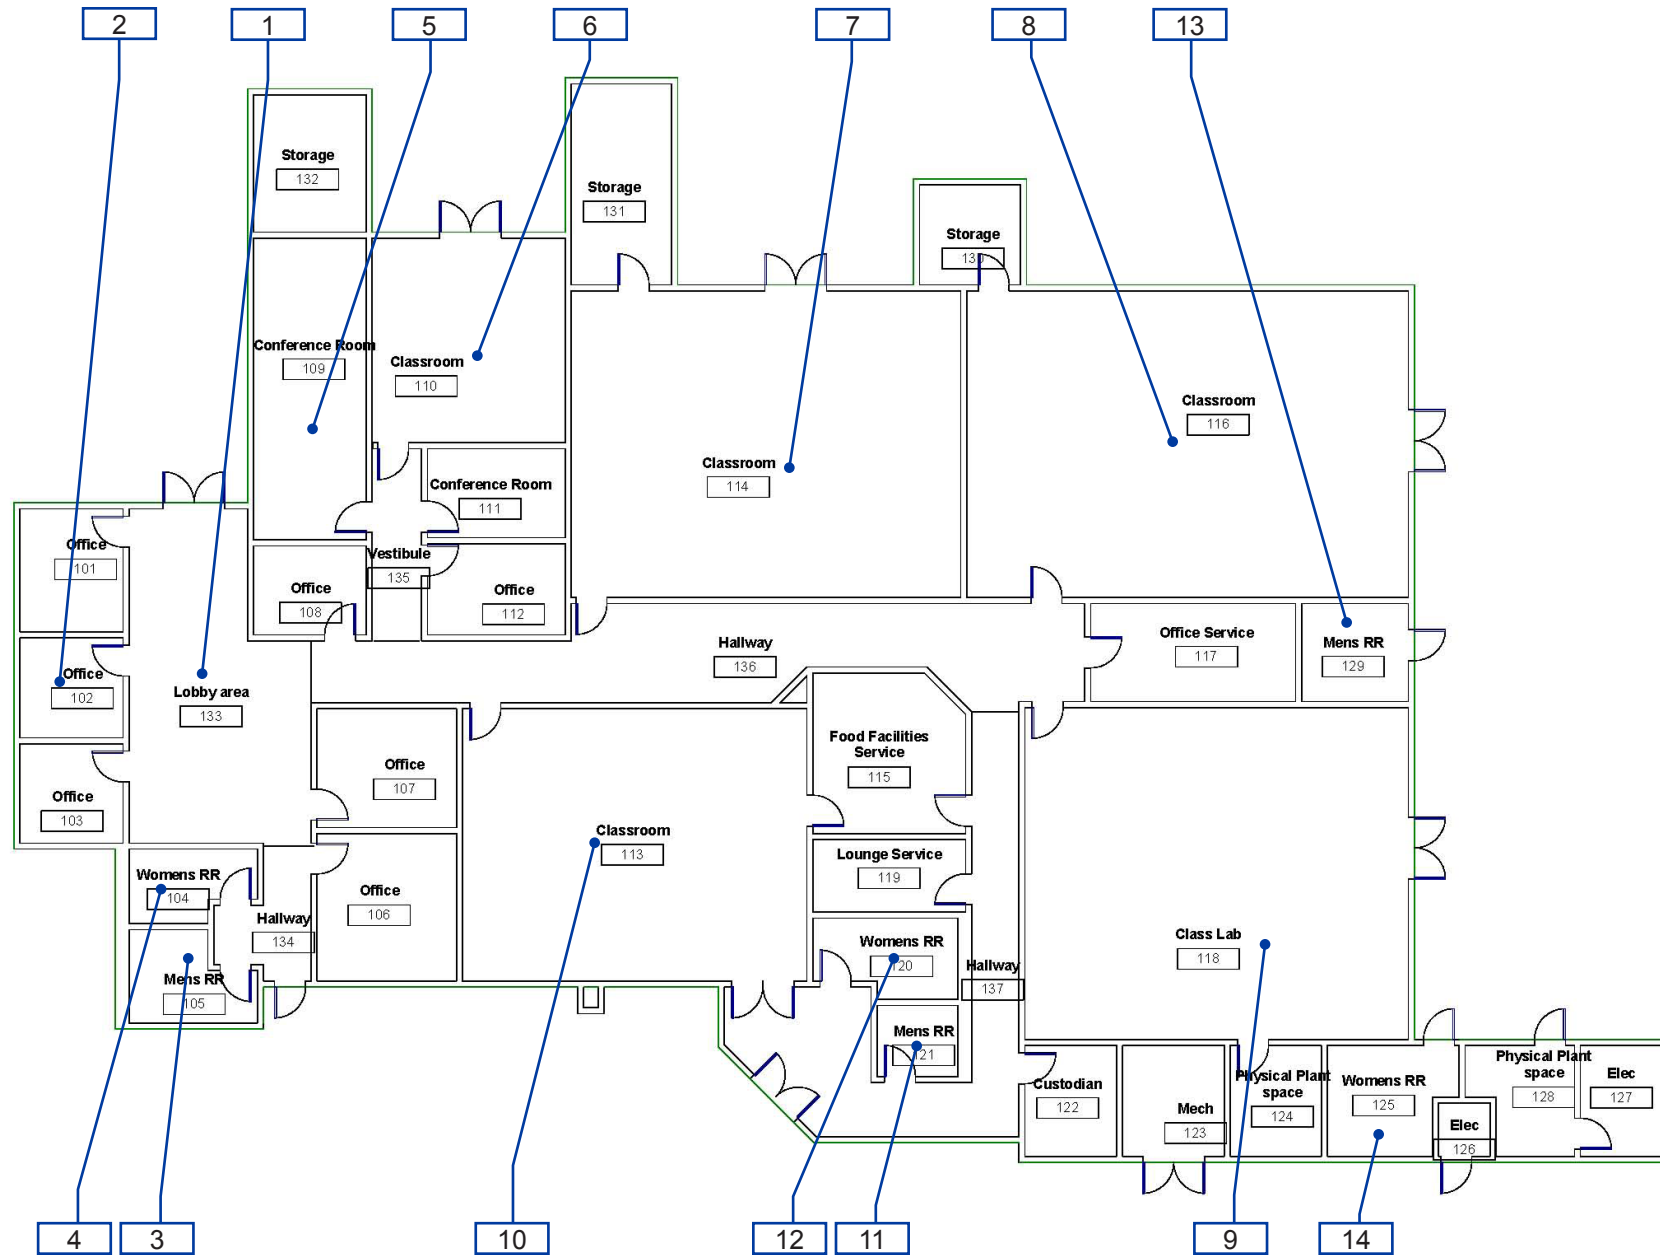 2
1
5
6
7
8
13
Storage
132
Storage
131
Storage
130
Conference Room
109
Classroom
110
Classroom
116
Classroom
114
Conference Room
111
Office
101
Vestibule
135
Office
108
Office
112
Office
102
Lobby area
133
Hallway
136
Office Service
117
Mens RR
129
Office
103
Office
107
Food Facilities
Service
115
Classroom
113
Lounge Service
119
Womens RR
104
Office
106
Hallway
134
Mens RR
105
Womens RR
120
Hallway
137
Class Lab
118
Mens RR
121
Custodian
122
Mech
123
Physical Plant
space
124
Womens RR
125
Elec
126
Physical Plant
space
128
Elec
127
4
3
10
12
11
9
14